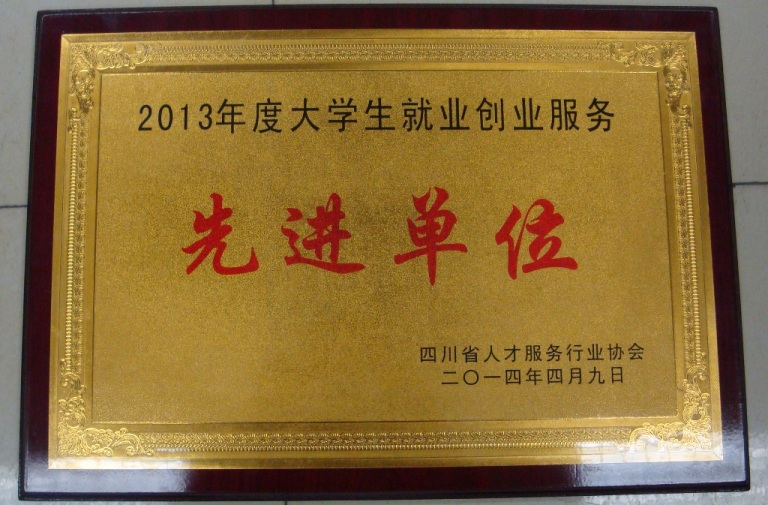 2013年度大学生就业创业服务
先进单位
四川省人才服务行业协会
二〇一四年四月九日